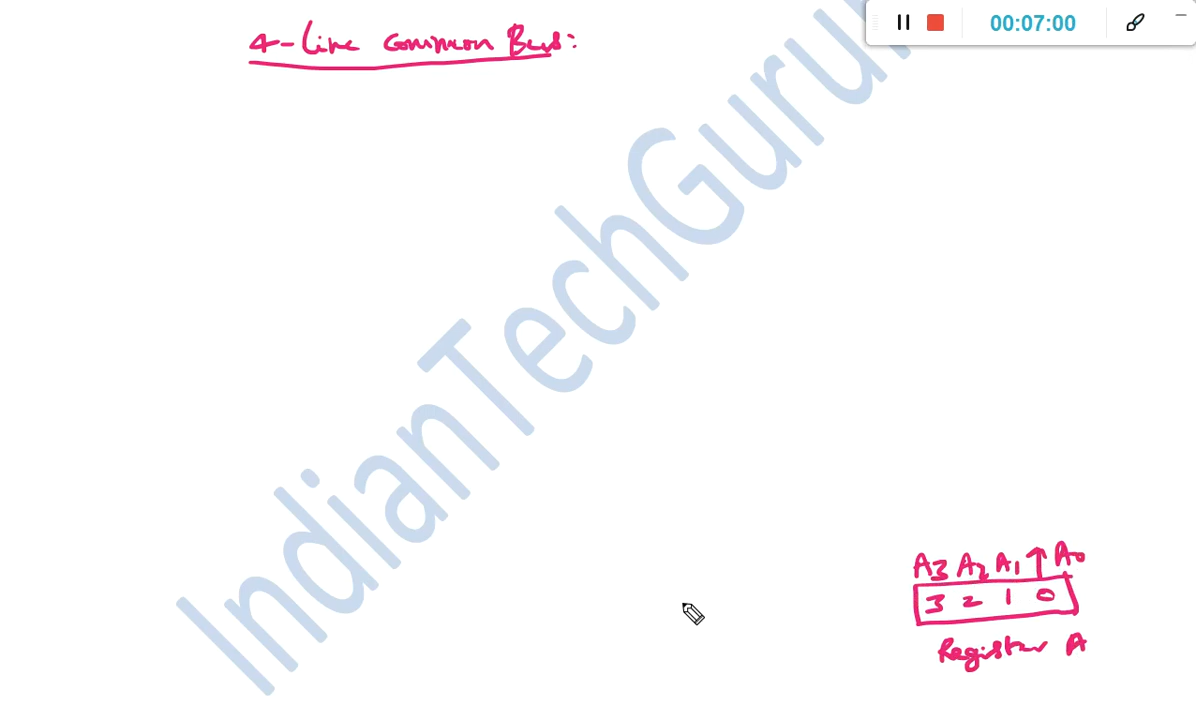 4-Line Common Bus:
00:07:00
IndianTechGuru
A3 A2 A1 ↑ A0
3 2 1 0
Register A